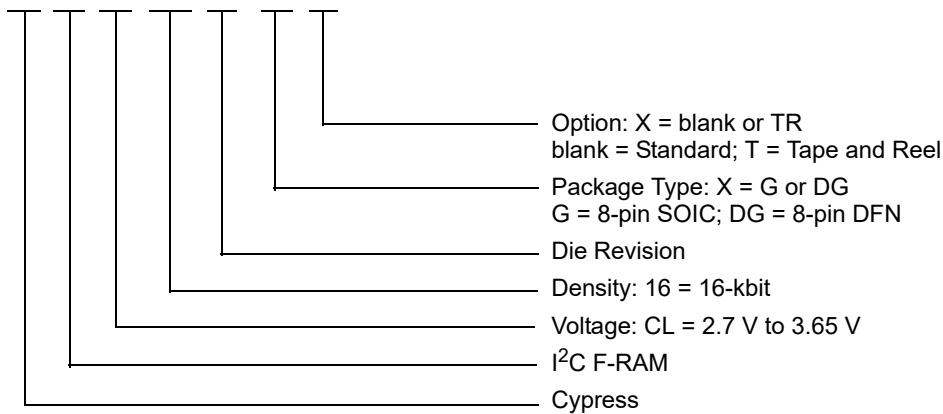 Option: X = blank or TR
blank = Standard; T = Tape and Reel
Package Type: X = G or DG
G = 8-pin SOIC; DG = 8-pin DFN
Die Revision
Density: 16 = 16-kbit
Voltage: CL = 2.7 V to 3.65 V
I²C F-RAM
Cypress